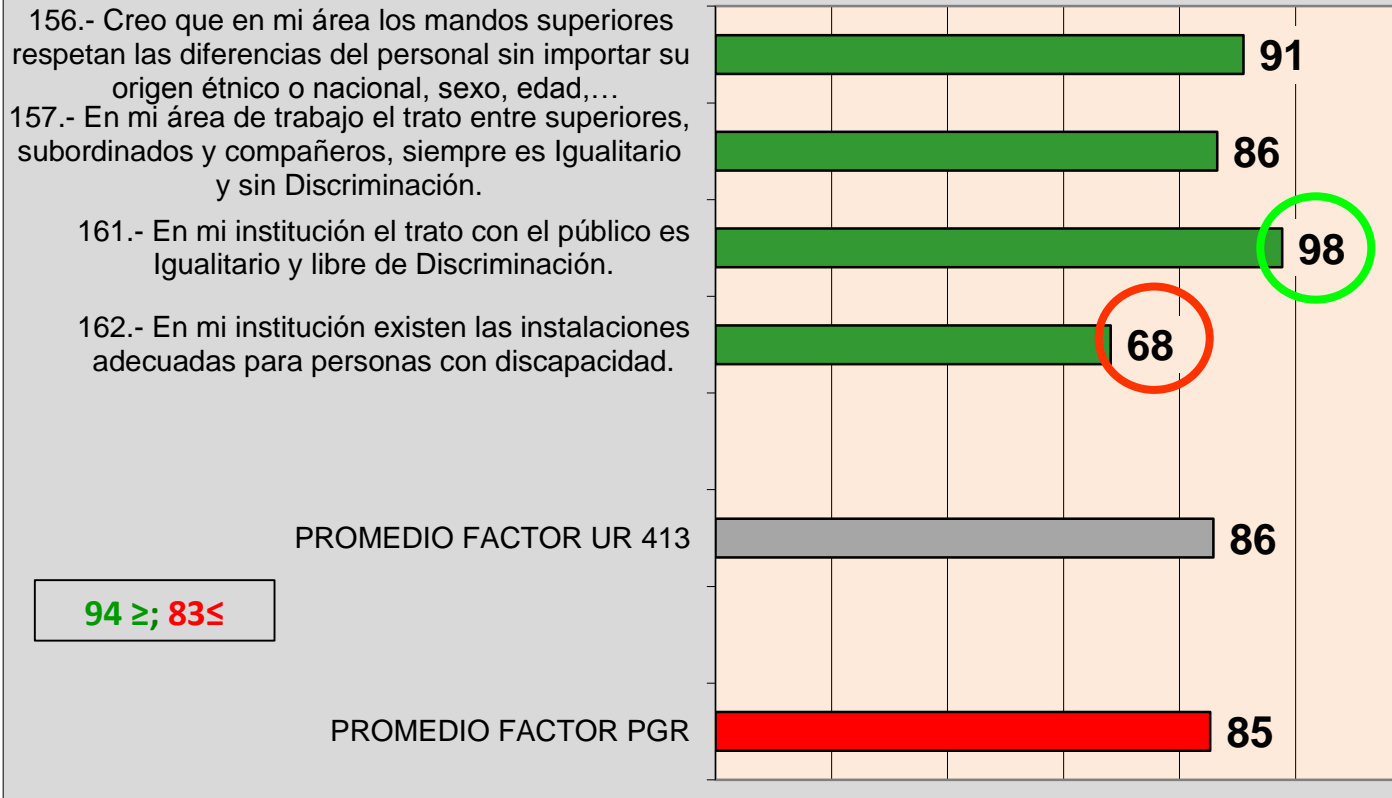 156.- Creo que en mi área los mandos superiores
respetan las diferencias del personal sin importar su
origen étnico o nacional, sexo, edad,…
91
157.- En mi área de trabajo el trato entre superiores,
subordinados y compañeros, siempre es Igualitario
y sin Discriminación.
86
161.- En mi institución el trato con el público es
Igualitario y libre de Discriminación.
98
162.- En mi institución existen las instalaciones
adecuadas para personas con discapacidad.
68
PROMEDIO FACTOR UR 413
86
94 ≥; 83≤
PROMEDIO FACTOR PGR
85